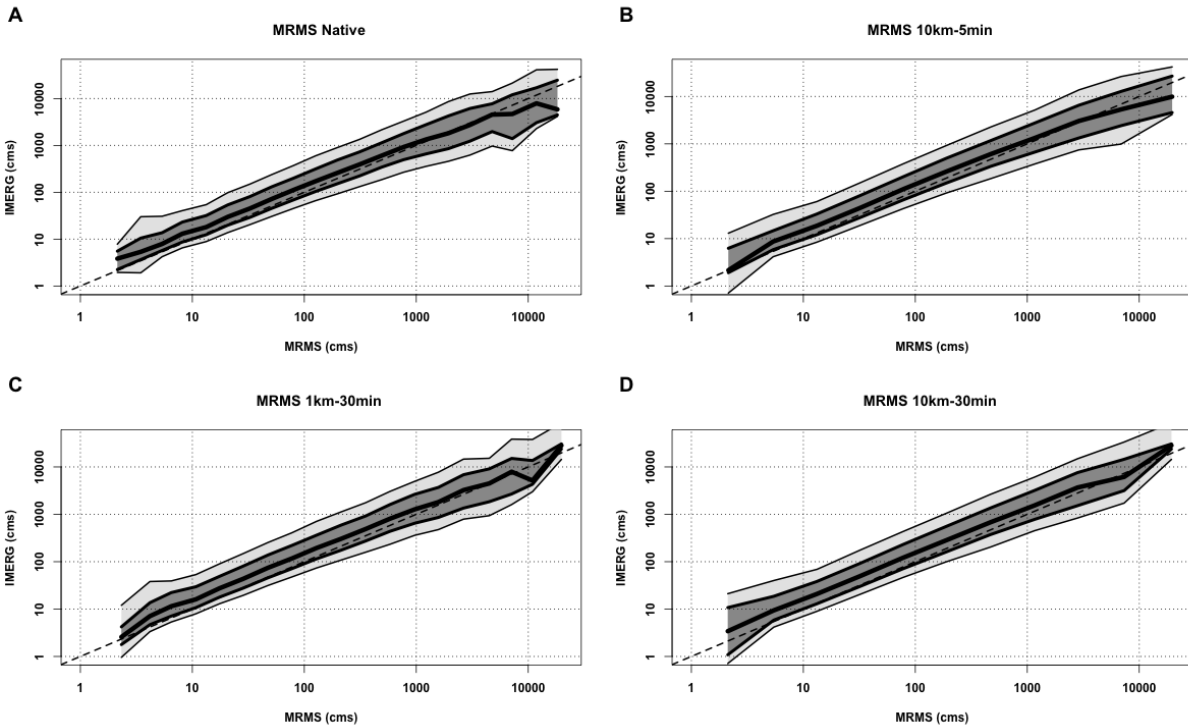 A
MRMS Native
IMERG (cms)
10000
1000
100
10
1
1 10 100 1000 10000
MRMS (cms)
B
MRMS 10km-5min
IMERG (cms)
10000
1000
100
10
1
1 10 100 1000 10000
MRMS (cms)
C
MRMS 1km-30min
IMERG (cms)
10000
1000
100
10
1
1 10 100 1000 10000
MRMS (cms)
D
MRMS 10km-30min
IMERG (cms)
10000
1000
100
10
1
1 10 100 1000 10000
MRMS (cms)